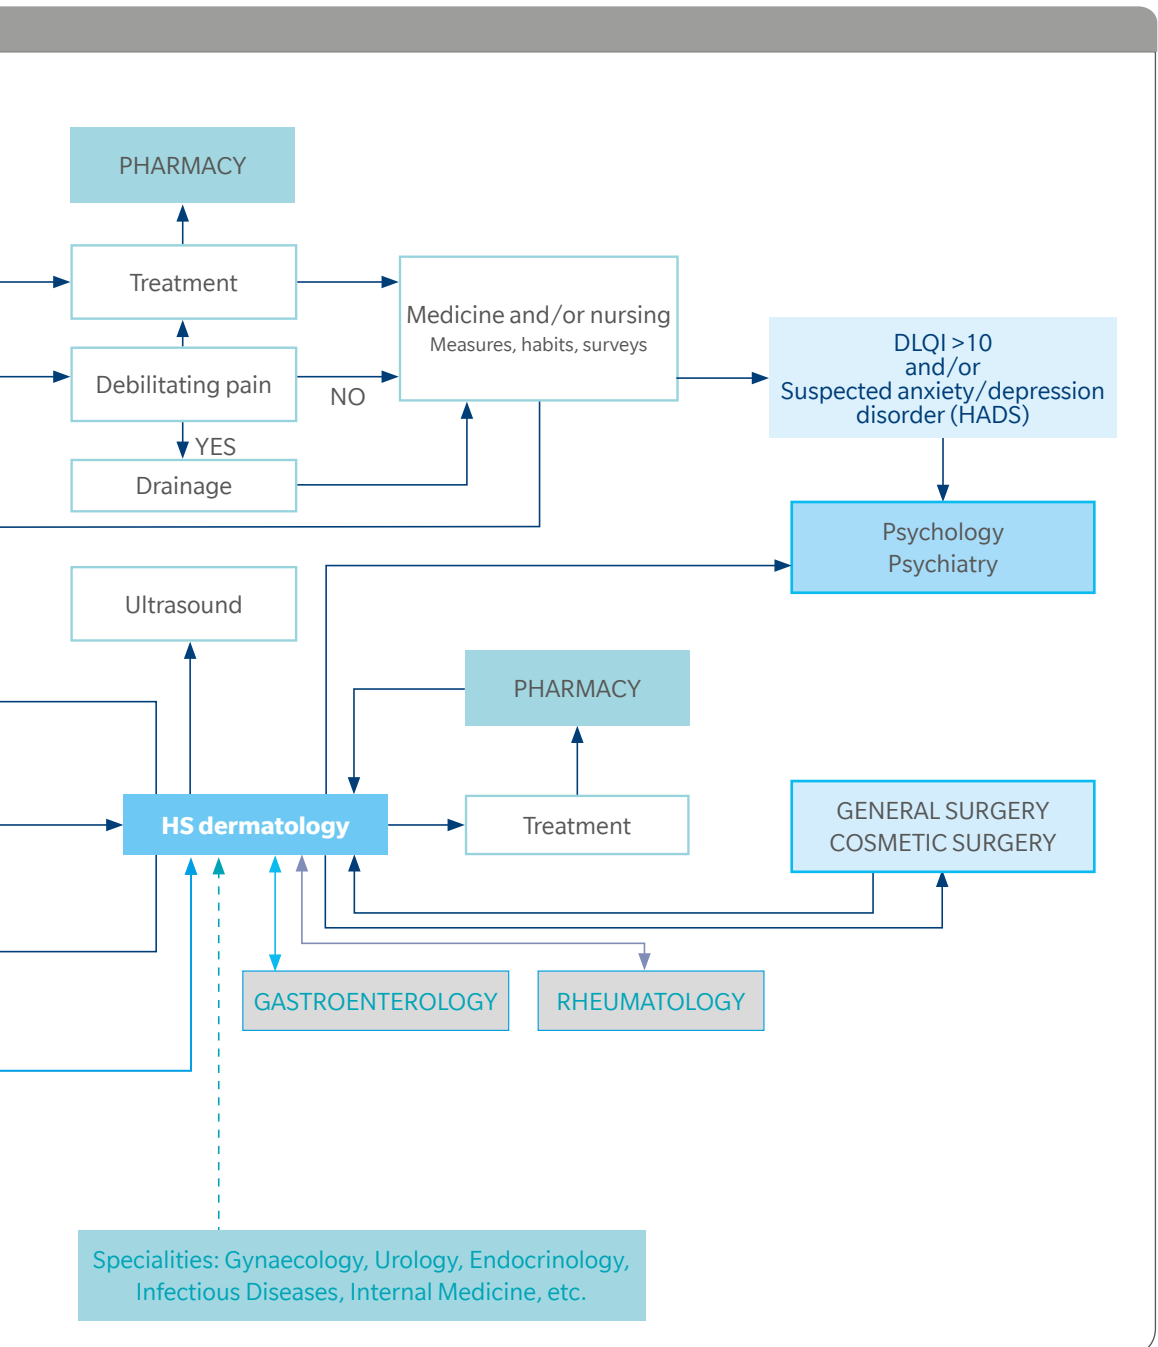 PHARMACY
Treatment
Medicine and/or nursing
Measures, habits, surveys
DLQI >10
and/or
Suspected anxiety/depression
disorder (HADS)
Debilitating pain
NO
YES
Drainage
Psychology
Psychiatry
Ultrasound
PHARMACY
HS dermatology
Treatment
GENERAL SURGERY
COSMETIC SURGERY
GASTROENTEROLOGY
RHEUMATOLOGY
Specialities: Gynaecology, Urology, Endocrinology,
Infectious Diseases, Internal Medicine, etc.